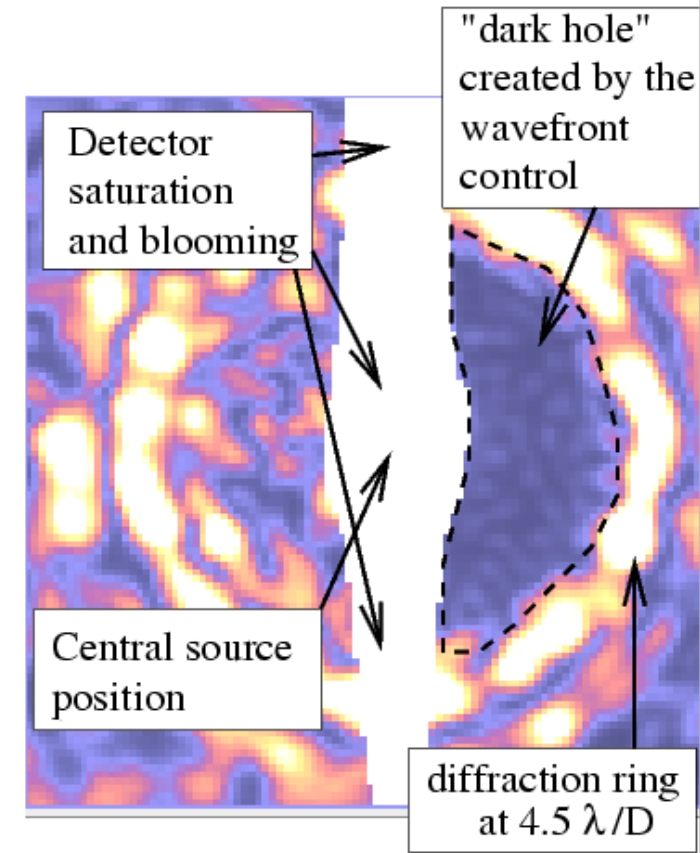 "dark hole"
created by the
wavefront
control
Detector
saturation
and blooming
Central source
position
diffraction ring
at 4.5 λ/D